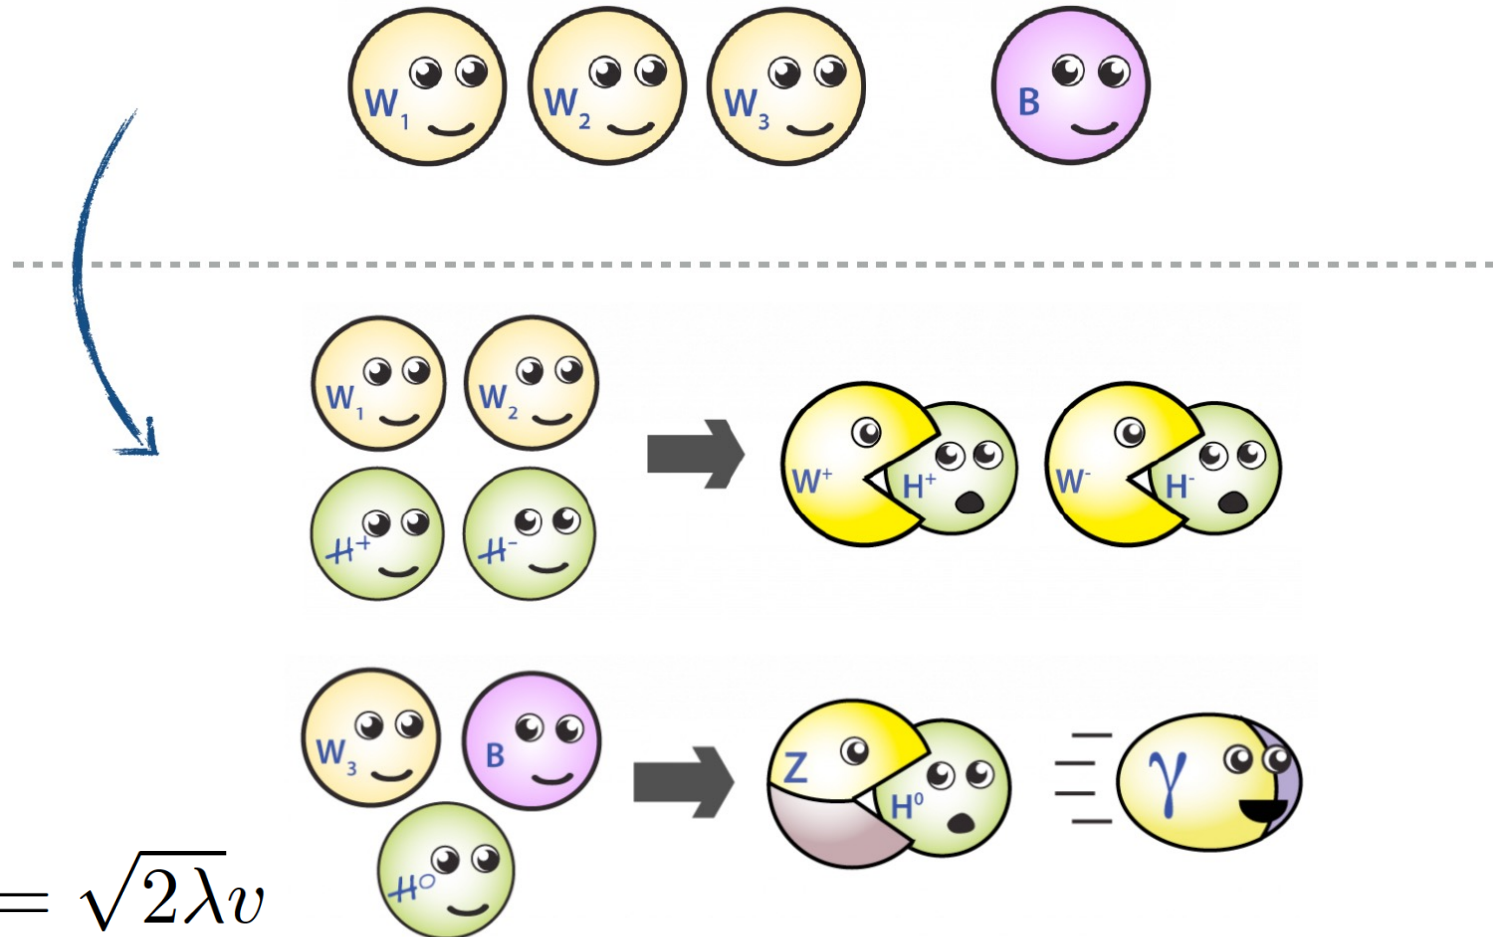 W₁ W₂ W₃ B
W₁ W₂
W⁺ H⁺ W⁻ H⁻
H⁺ H⁻
W₃ B
Z H⁰ γ
H⁰
= √2λv